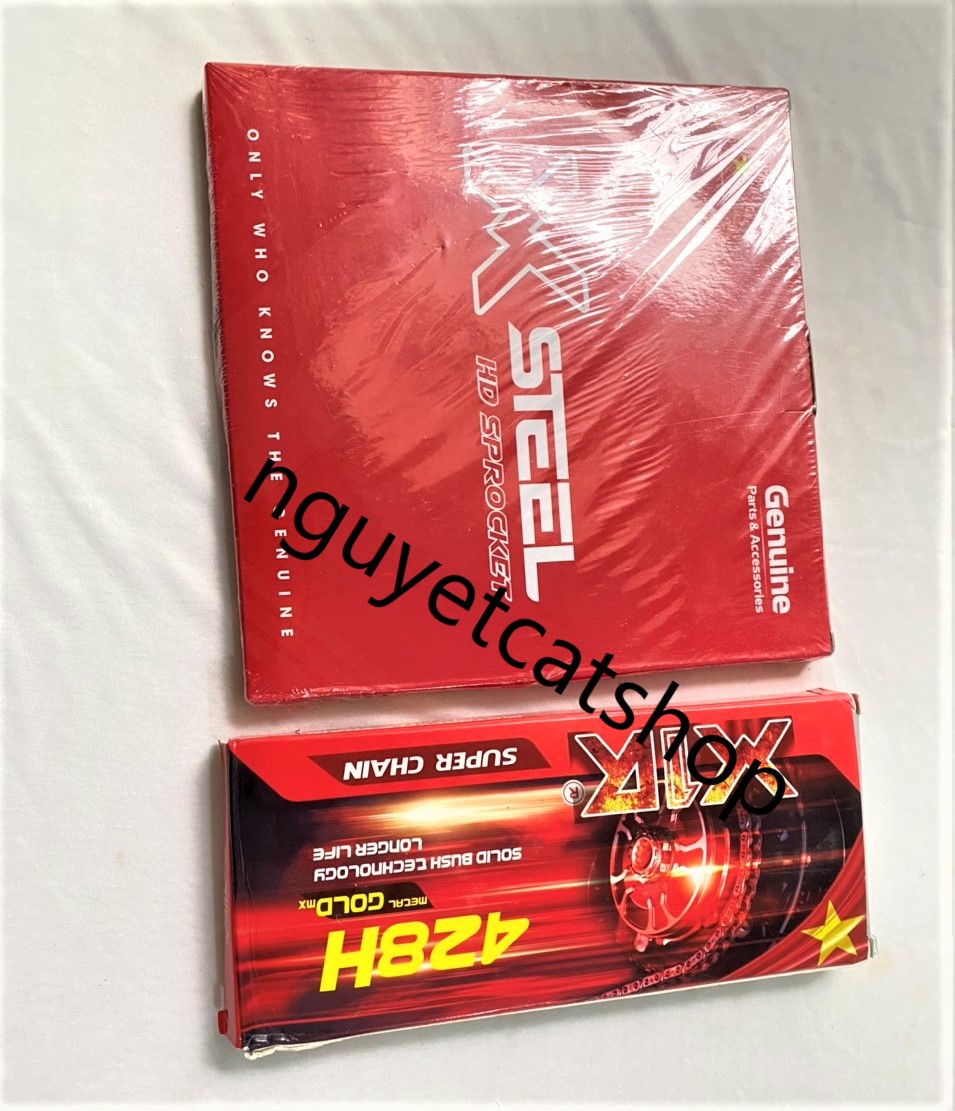 ONLY WHO KNOWS THE GENUINE
X
STEEL
HD SPROCKET
Genuine
Parts & Accessories
nguyetcatshop
X1R®
SUPER CHAIN
SOLID BUSH TECHNOLOGY
LONGER LIFE
METAL GOLD MX
428H